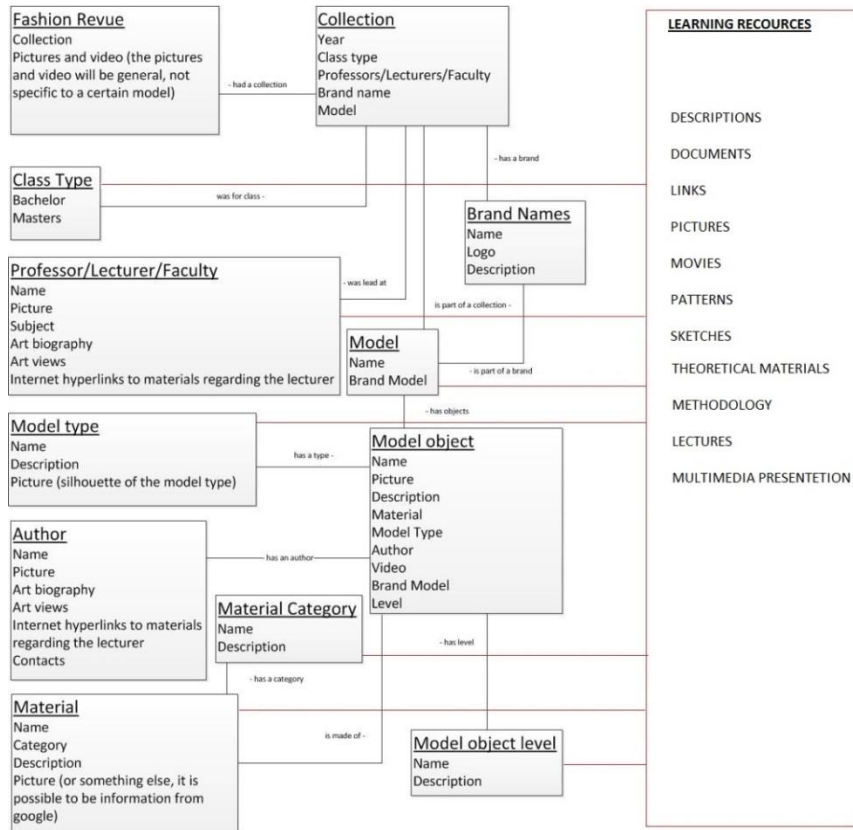 Fashion Revue
Collection
Pictures and video (the pictures
and video will be general, not
specific to a certain model)
- had a collection
Collection
Year
Class type
Professors/Lecturers/Faculty
Brand name
Model
- has a brand
Class Type
Bachelor
Masters
was for class -
Brand Names
Name
Logo
Description
Professor/Lecturer/Faculty
Name
Picture
Subject
Art biography
Art views
Internet hyperlinks to materials regarding the lecturer
- was lead at
is part of a collection -
Model
Name
Brand Model
- is part of a brand
- has objects
Model type
Name
Description
Picture (silhouette of the model type)
has a type -
Model object
Name
Picture
Description
Material
Model Type
Author
Video
Brand Model
Level
Author
Name
Picture
Art biography
Art views
Internet hyperlinks to materials
regarding the lecturer
Contacts
- has an author
Material Category
Name
Description
- has level
- has a category
Material
Name
Category
Description
Picture (or something else, it is
possible to be information from
google)
is made of -
Model object level
Name
Description
LEARNING RECOURCES
DESCRIPTIONS
DOCUMENTS
LINKS
PICTURES
MOVIES
PATTERNS
SKETCHES
THEORETICAL MATERIALS
METHODOLOGY
LECTURES
MULTIMEDIA PRESENTETION